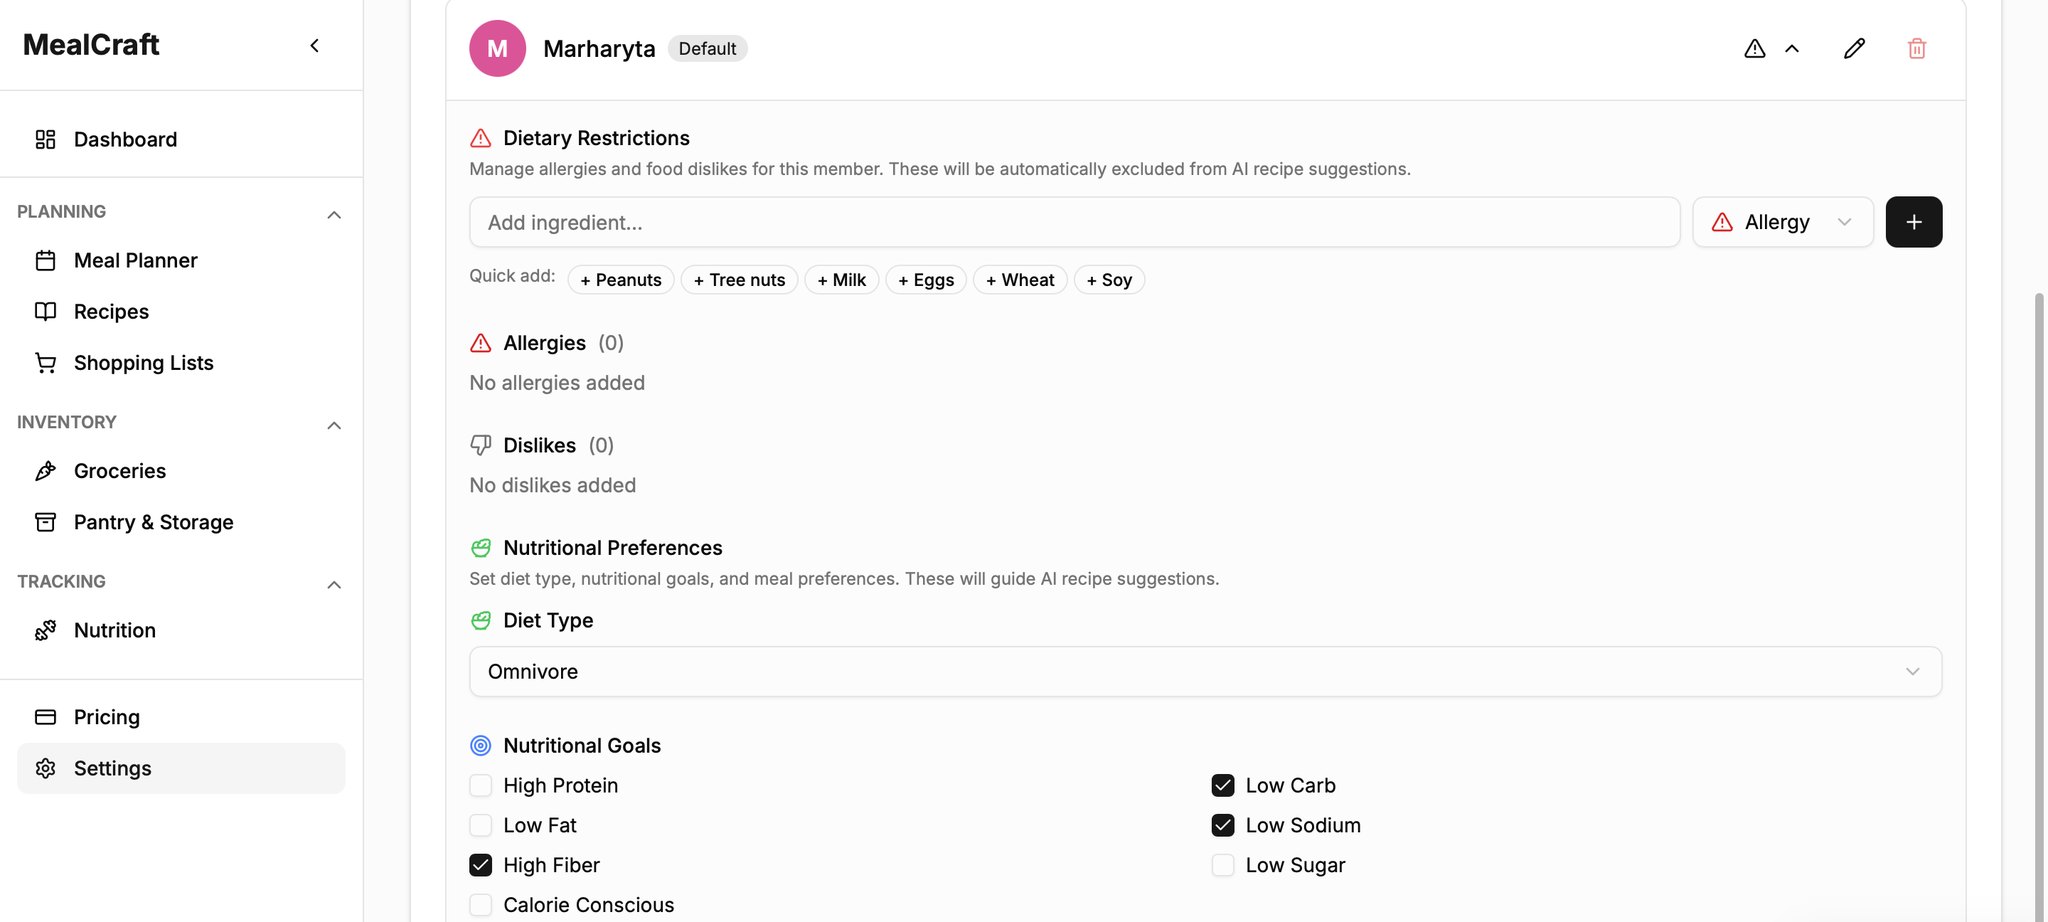 MealCraft
Dashboard
PLANNING
Meal Planner
Recipes
Shopping Lists
INVENTORY
Groceries
Pantry & Storage
TRACKING
Nutrition
Pricing
Settings
M Marharyta Default
Dietary Restrictions
Manage allergies and food dislikes for this member. These will be automatically excluded from AI recipe suggestions.
Add ingredient... Allergy +
Quick add: + Peanuts + Tree nuts + Milk + Eggs + Wheat + Soy
Allergies (0)
No allergies added
Dislikes (0)
No dislikes added
Nutritional Preferences
Set diet type, nutritional goals, and meal preferences. These will guide AI recipe suggestions.
Diet Type
Omnivore
Nutritional Goals
High Protein Low Carb
Low Fat Low Sodium
High Fiber Low Sugar
Calorie Conscious